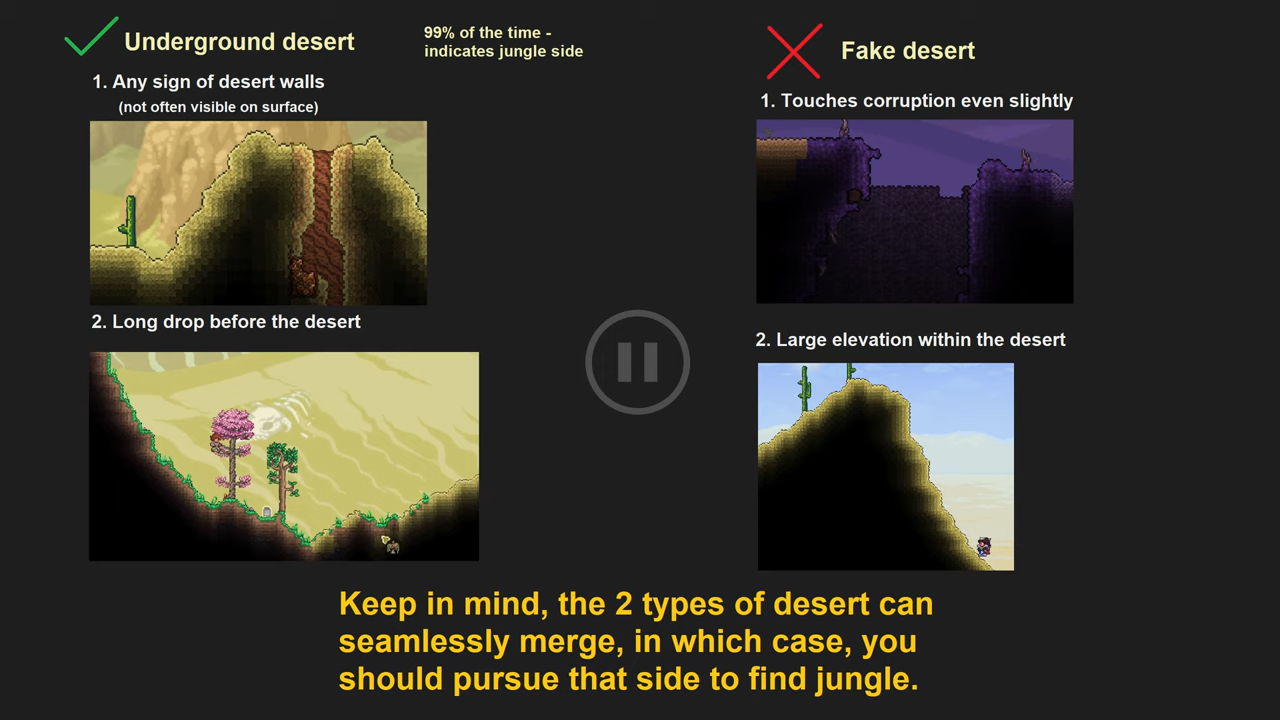 Underground desert
99% of the time -
indicates jungle side
1. Any sign of desert walls
(not often visible on surface)
2. Long drop before the desert
Fake desert
1. Touches corruption even slightly
2. Large elevation within the desert
Keep in mind, the 2 types of desert can
seamlessly merge, in which case, you
should pursue that side to find jungle.